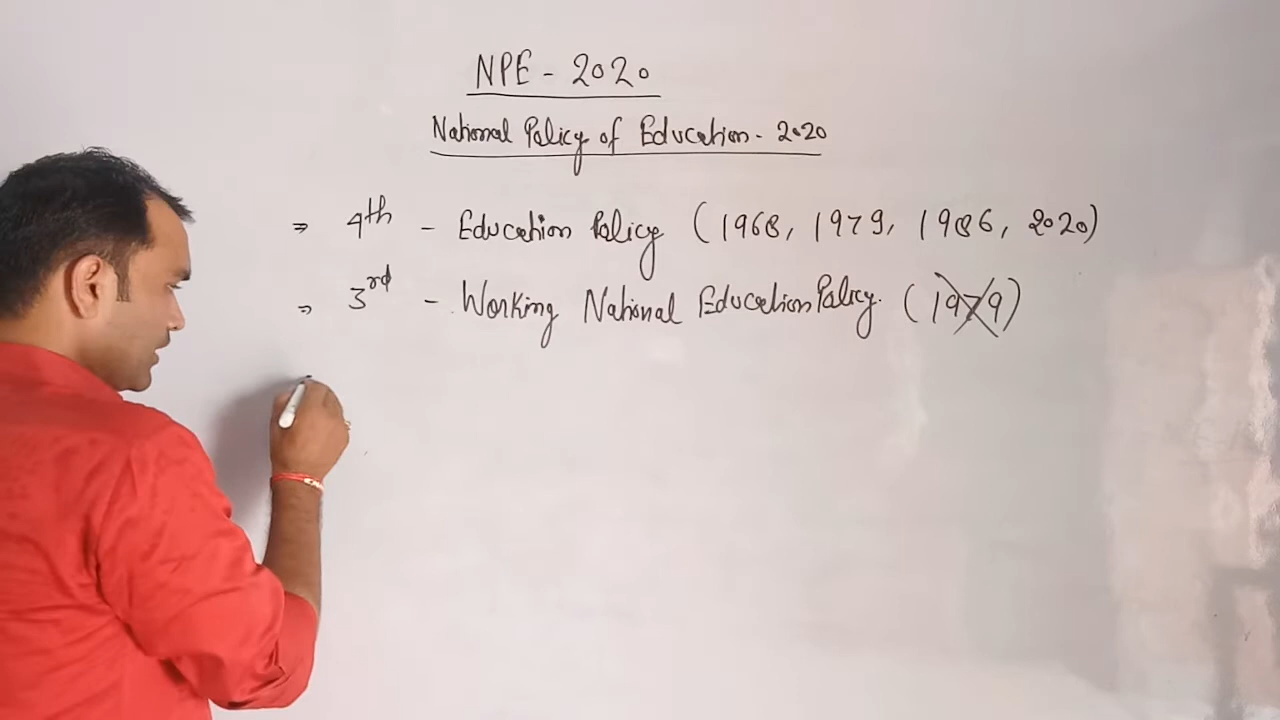 NPE - 2020
National Policy of Education - 2020
⇒ 4th - Education Policy (1968, 1979, 1986, 2020)
⇒ 3rd - Working National Education Policy. (1979)